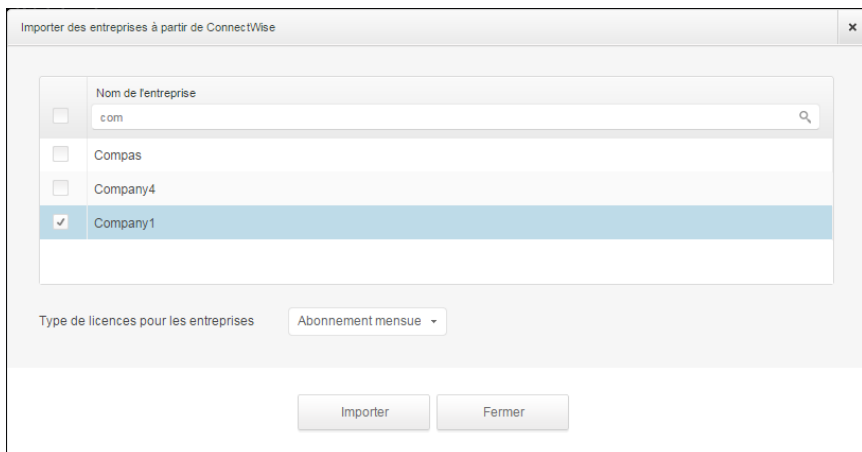 Importer des entreprises à partir de ConnectWise
Nom de l'entreprise
com
Compas
Company4
Company1
Type de licences pour les entreprises
Abonnement mensue
Importer
Fermer